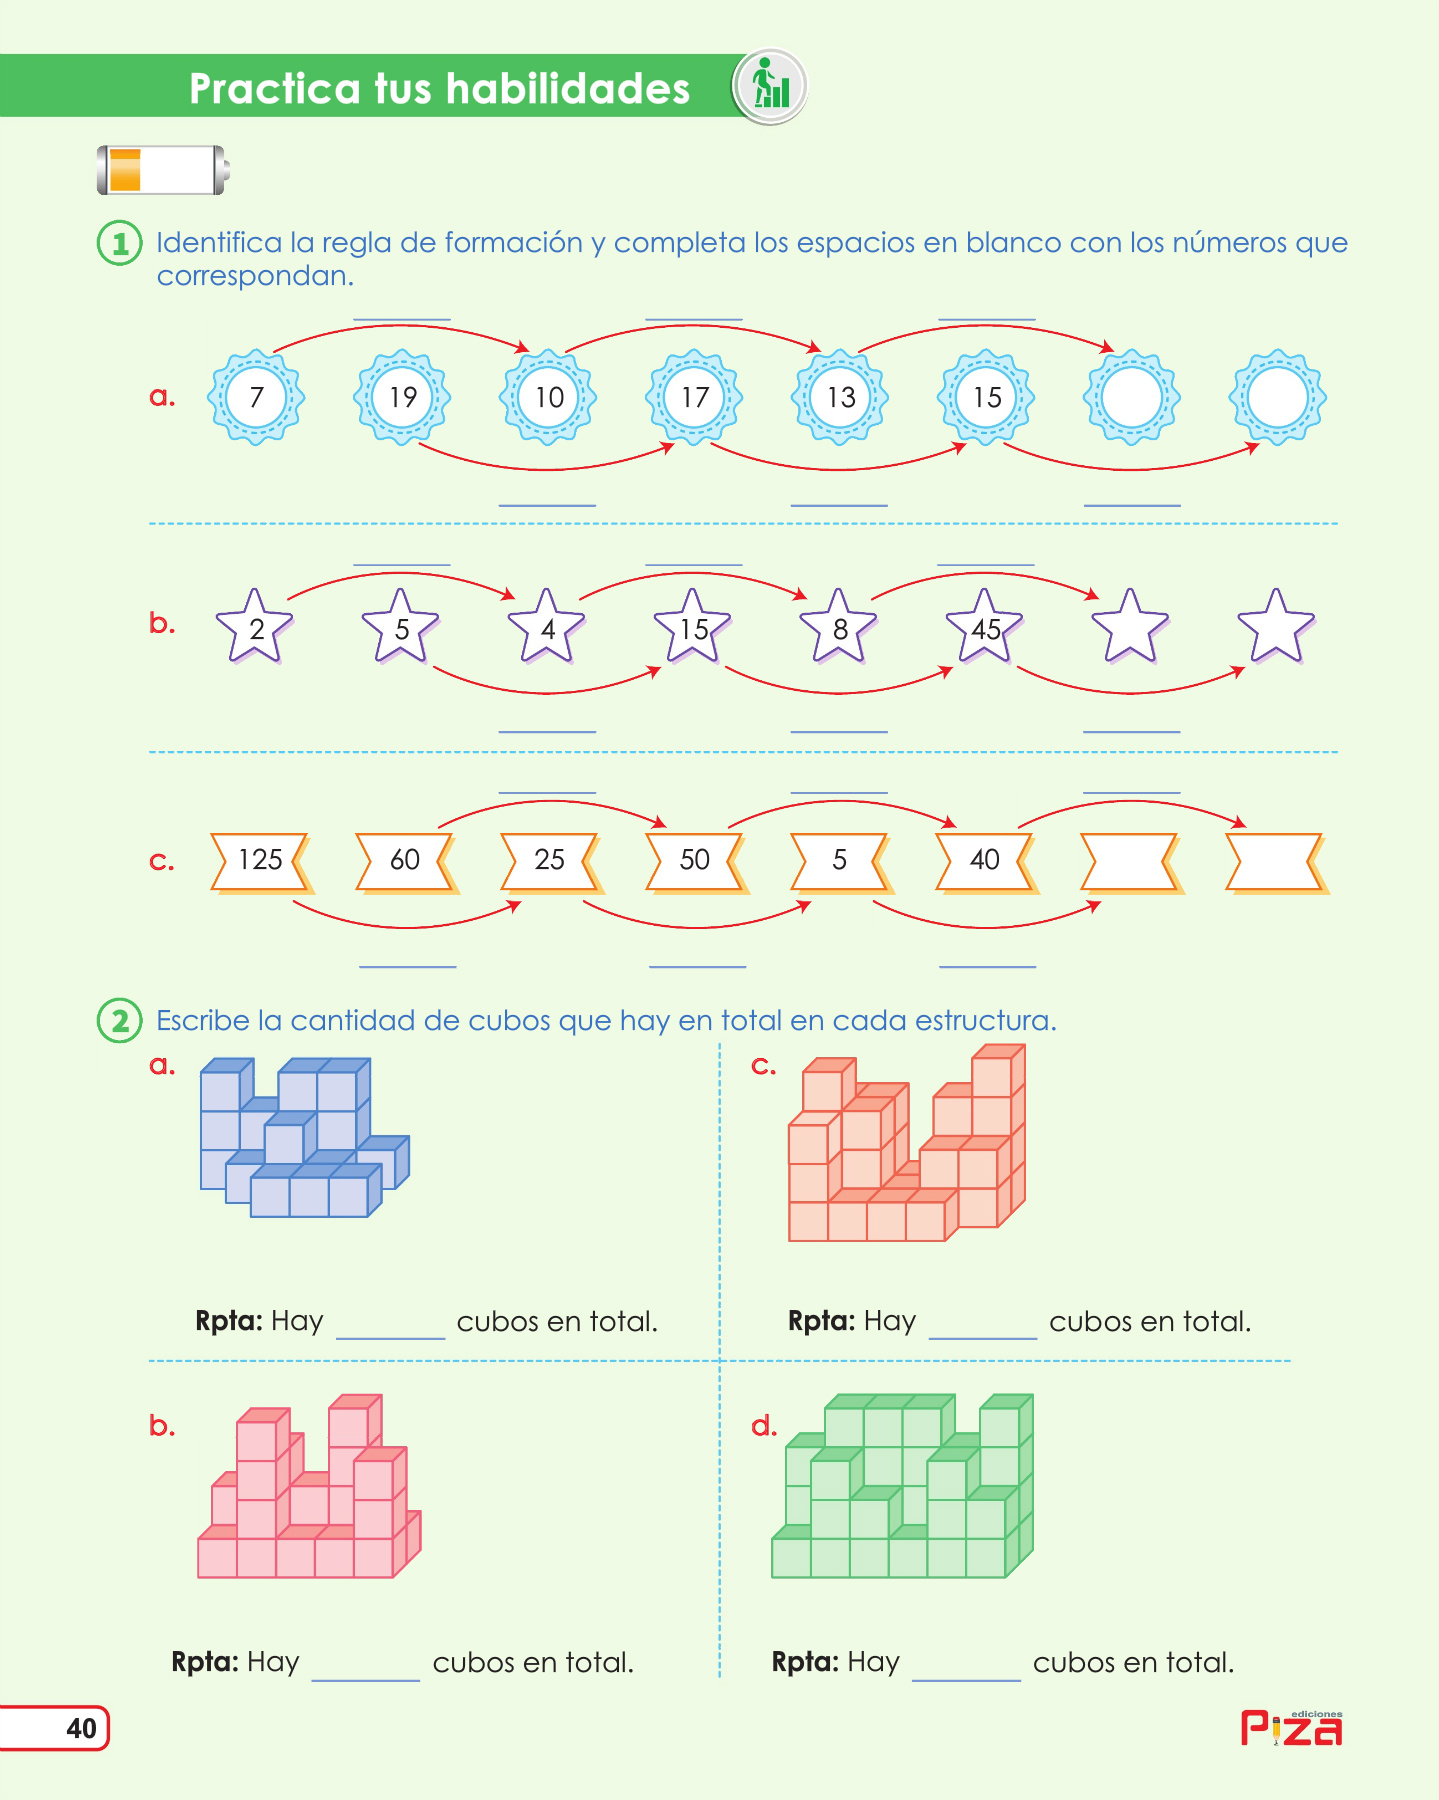 Practica tus habilidades
1 Identifica la regla de formación y completa los espacios en blanco con los números que
correspondan.
a. 7 19 10 17 13 15
b. 2 5 4 15 8 45
c. 125 60 25 50 5 40
2 Escribe la cantidad de cubos que hay en total en cada estructura.
a.
Rpta: Hay ______ cubos en total.
c.
Rpta: Hay ______ cubos en total.
b.
Rpta: Hay ______ cubos en total.
d.
Rpta: Hay ______ cubos en total.
40
ediciones
Piza